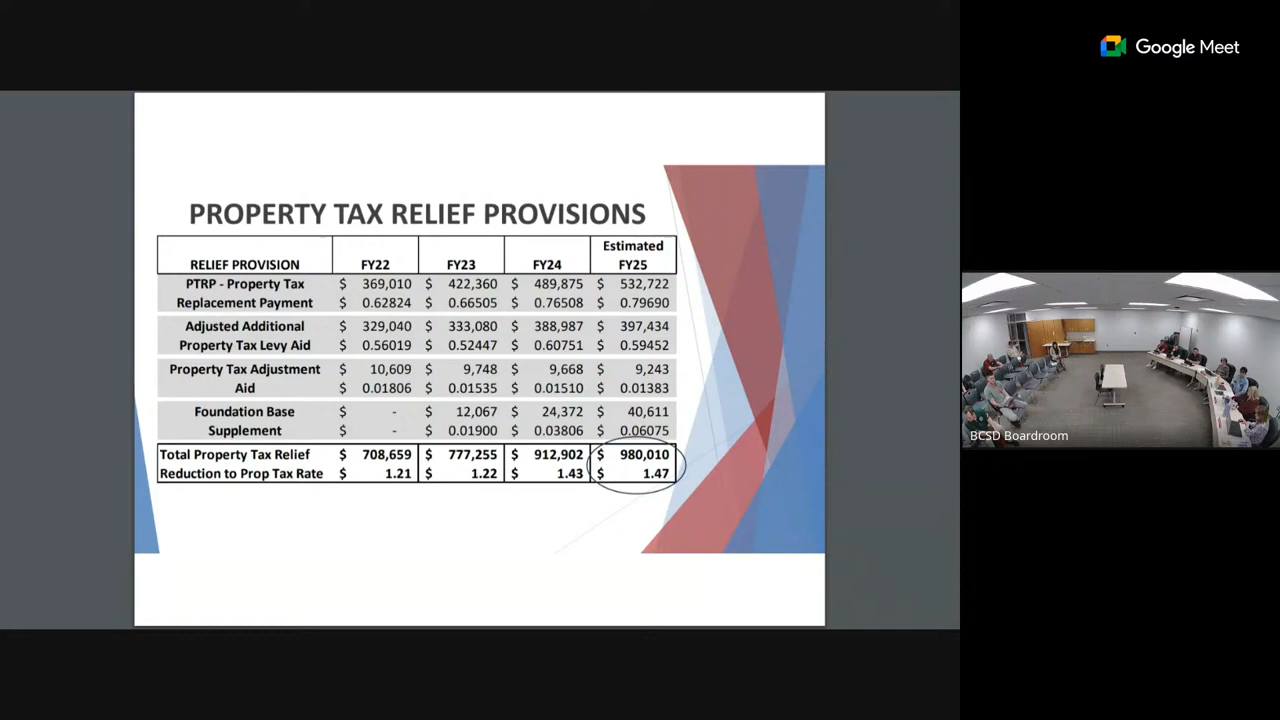 Google Meet
PROPERTY TAX RELIEF PROVISIONS
Estimated
RELIEF PROVISION FY22 FY23 FY24 FY25
PTRP - Property Tax $ 369,010 $ 422,360 $ 489,875 $ 532,722
Replacement Payment $ 0.62824 $ 0.66505 $ 0.76508 $ 0.79690
Adjusted Additional $ 329,040 $ 333,080 $ 388,987 $ 397,434
Property Tax Levy Aid $ 0.56019 $ 0.52447 $ 0.60751 $ 0.59452
Property Tax Adjustment $ 10,609 $ 9,748 $ 9,668 $ 9,243
Aid $ 0.01806 $ 0.01535 $ 0.01510 $ 0.01383
Foundation Base $ - $ 12,067 $ 24,372 $ 40,611
Supplement $ - $ 0.01900 $ 0.03806 $ 0.06075
Total Property Tax Relief $ 708,659 $ 777,255 $ 912,902 $ 980,010
Reduction to Prop Tax Rate $ 1.21 $ 1.22 $ 1.43 $ 1.47
BCSD Boardroom